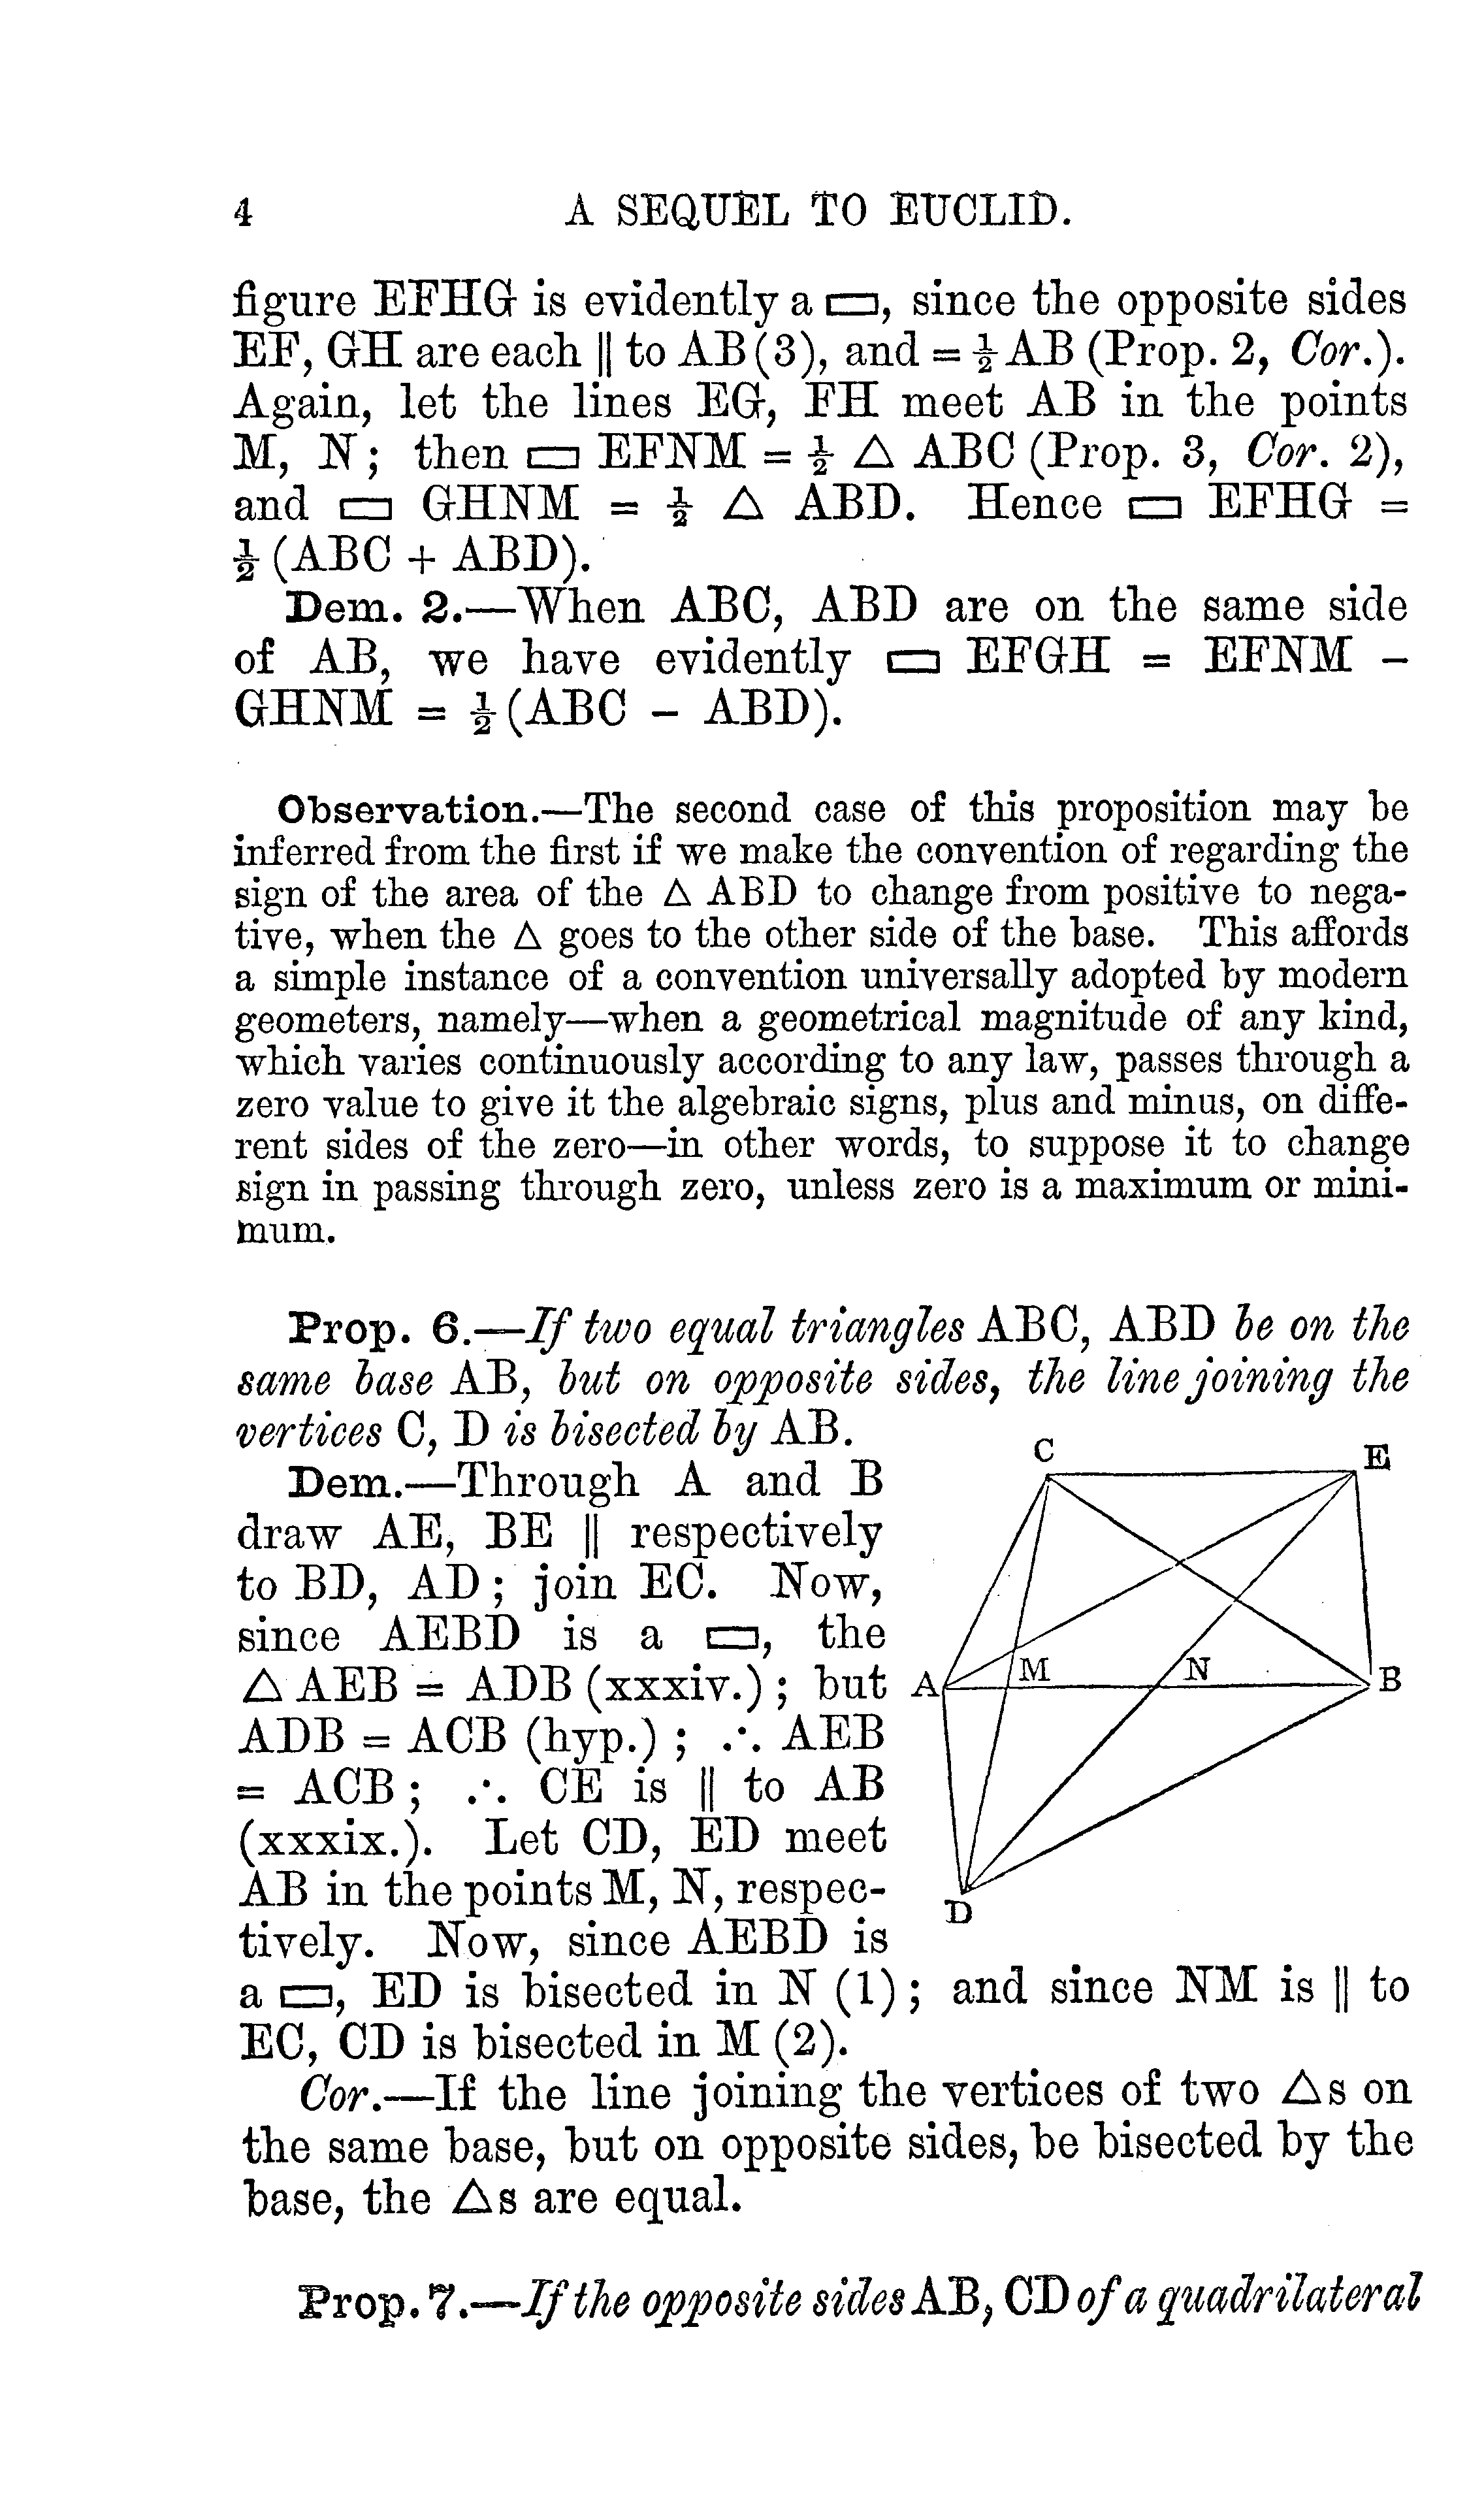 4 A SEQUEL TO EUCLID.
figure EFHG is evidently a ▭, since the opposite sides
EF, GH are each || to AB (3), and = ½ AB (Prop. 2, Cor.).
Again, let the lines EG, FH meet AB in the points
M, N; then ▭ EFNM = ½ △ ABC (Prop. 3, Cor. 2),
and ▭ GHNM = ½ △ ABD. Hence ▭ EFHG =
½ (ABC + ABD).
Dem. 2.—When ABC, ABD are on the same side
of AB, we have evidently ▭ EFGH = EFNM −
GHNM = ½ (ABC − ABD).
Observation.—The second case of this proposition may be
inferred from the first if we make the convention of regarding the
sign of the area of the △ ABD to change from positive to nega-
tive, when the △ goes to the other side of the base. This affords
a simple instance of a convention universally adopted by modern
geometers, namely—when a geometrical magnitude of any kind,
which varies continuously according to any law, passes through a
zero value to give it the algebraic signs, plus and minus, on diffe-
rent sides of the zero—in other words, to suppose it to change
sign in passing through zero, unless zero is a maximum or mini-
mum.
Prop. 6.—If two equal triangles ABC, ABD be on the
same base AB, but on opposite sides, the line joining the
vertices C, D is bisected by AB.
Dem.—Through A and B
draw AE, BE || respectively
to BD, AD; join EC. Now,
since AEBD is a ▭, the
△ AEB = ADB (xxxiv.); but
ADB = ACB (hyp.); ∴ AEB
= ACB; ∴ CE is || to AB
(xxxix.). Let CD, ED meet
AB in the points M, N, respec-
tively. Now, since AEBD is
a ▭, ED is bisected in N (1); and since NM is || to
EC, CD is bisected in M (2).
C E
A M N B
D
Cor.—If the line joining the vertices of two △s on
the same base, but on opposite sides, be bisected by the
base, the △s are equal.
Prop. 7.—If the opposite sides AB, CD of a quadrilateral